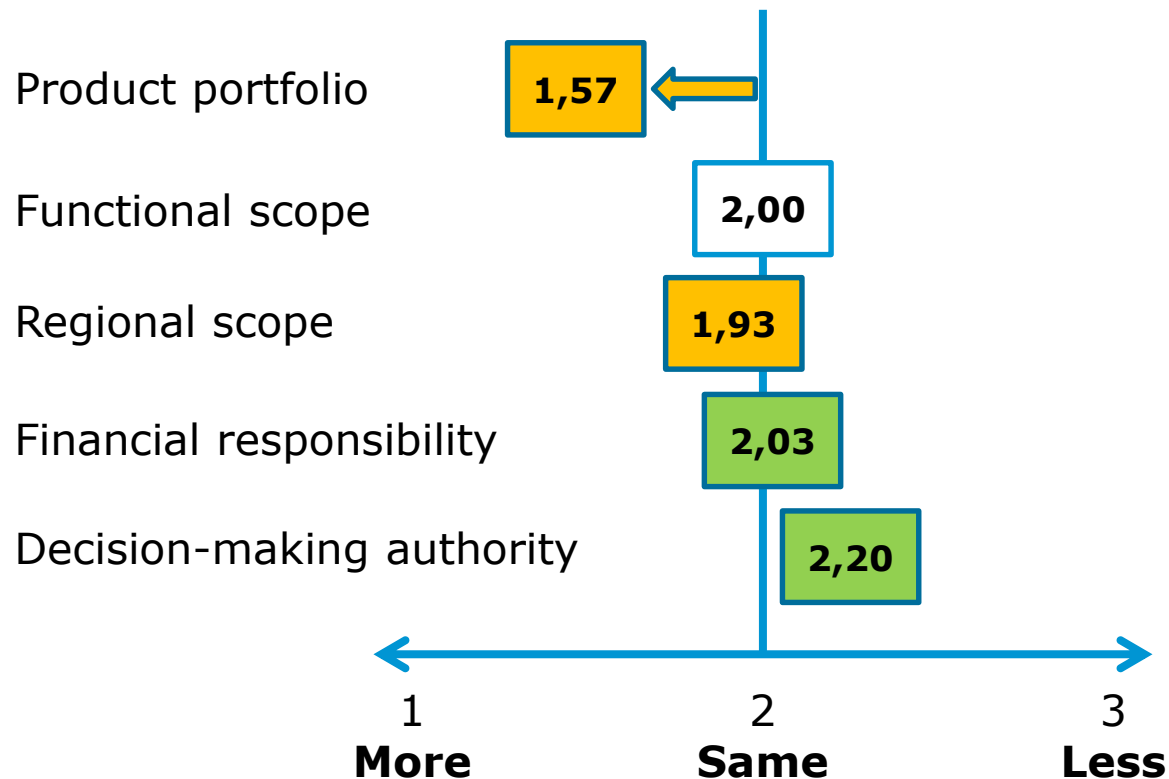 Product portfolio 1,57
Functional scope 2,00
Regional scope 1,93
Financial responsibility 2,03
Decision-making authority 2,20
1 2 3
More Same Less